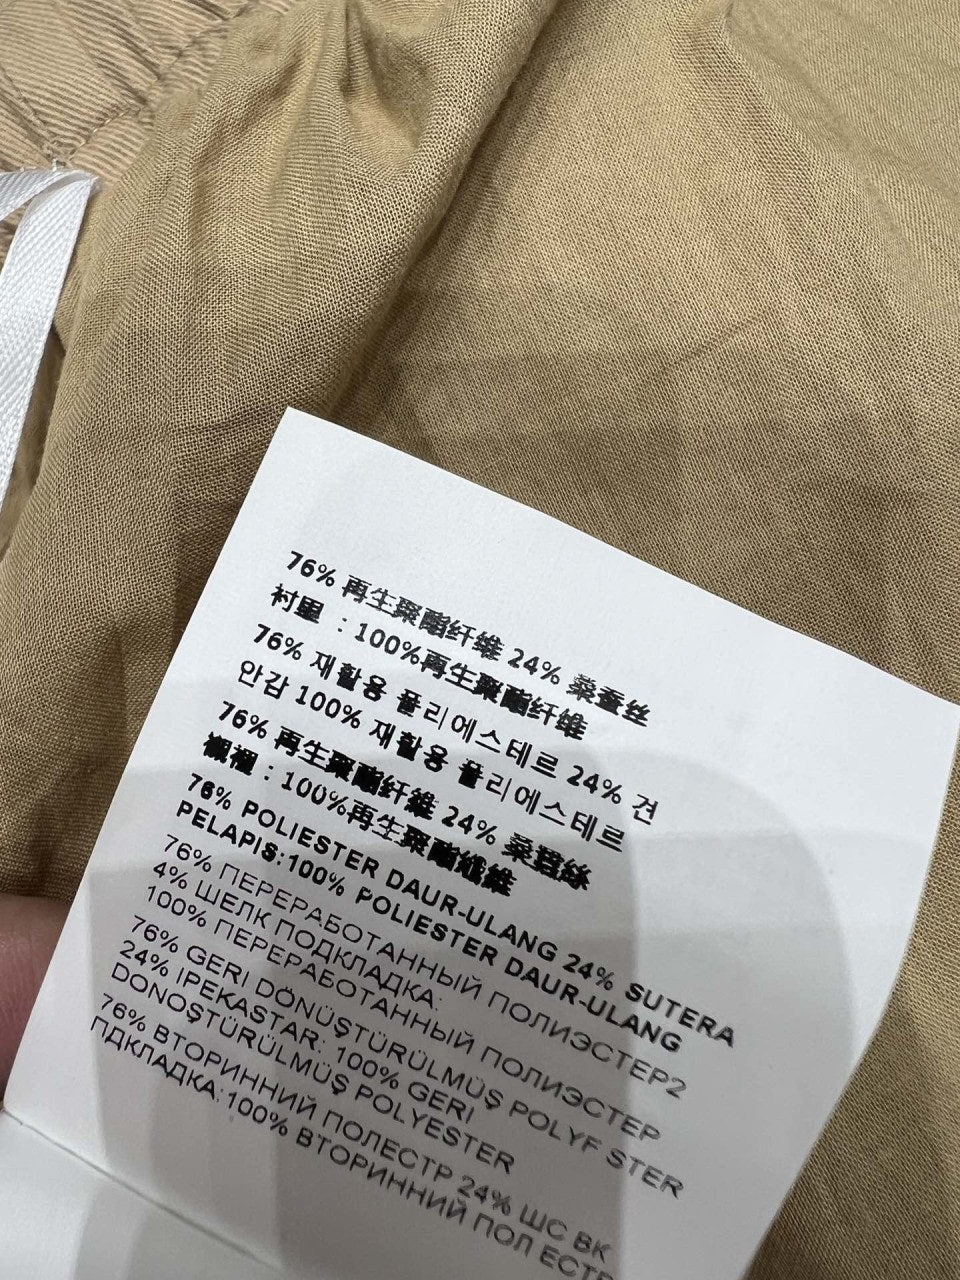 76% 再生聚酯纤维 24% 桑蚕丝
衬里 : 100%再生聚酯纤维
76% 재활용 폴리에스테르 24% 견
안감 100% 재활용 폴리에스테르
76% 再生聚酯纤維 24% 桑蠶絲
襯裡 : 100%再生聚酯纖維
76% POLIESTER DAUR-ULANG 24% SUTERA
PELAPIS:100% POLIESTER DAUR-ULANG
76% ПЕРЕРАБОТАННЫЙ ПОЛИЭСТЕР2
4% ШЕЛК ПОДКЛАДКА:
100% ПЕРЕРАБОТАННЫЙ ПОЛИЭСТЕР
76% GERI DÖNÜŞTÜRÜLMÜŞ POLYF STER
24% IPEKASTAR: 100% GERI
DONOŞTÜRÜLMÜŞ POLYESTER
76% ВТОРИННИЙ ПОЛЕСТР 24% ШС ВК
ПДКЛАДКА:100% ВТОРИННИЙ ПОЛ ЕСТР